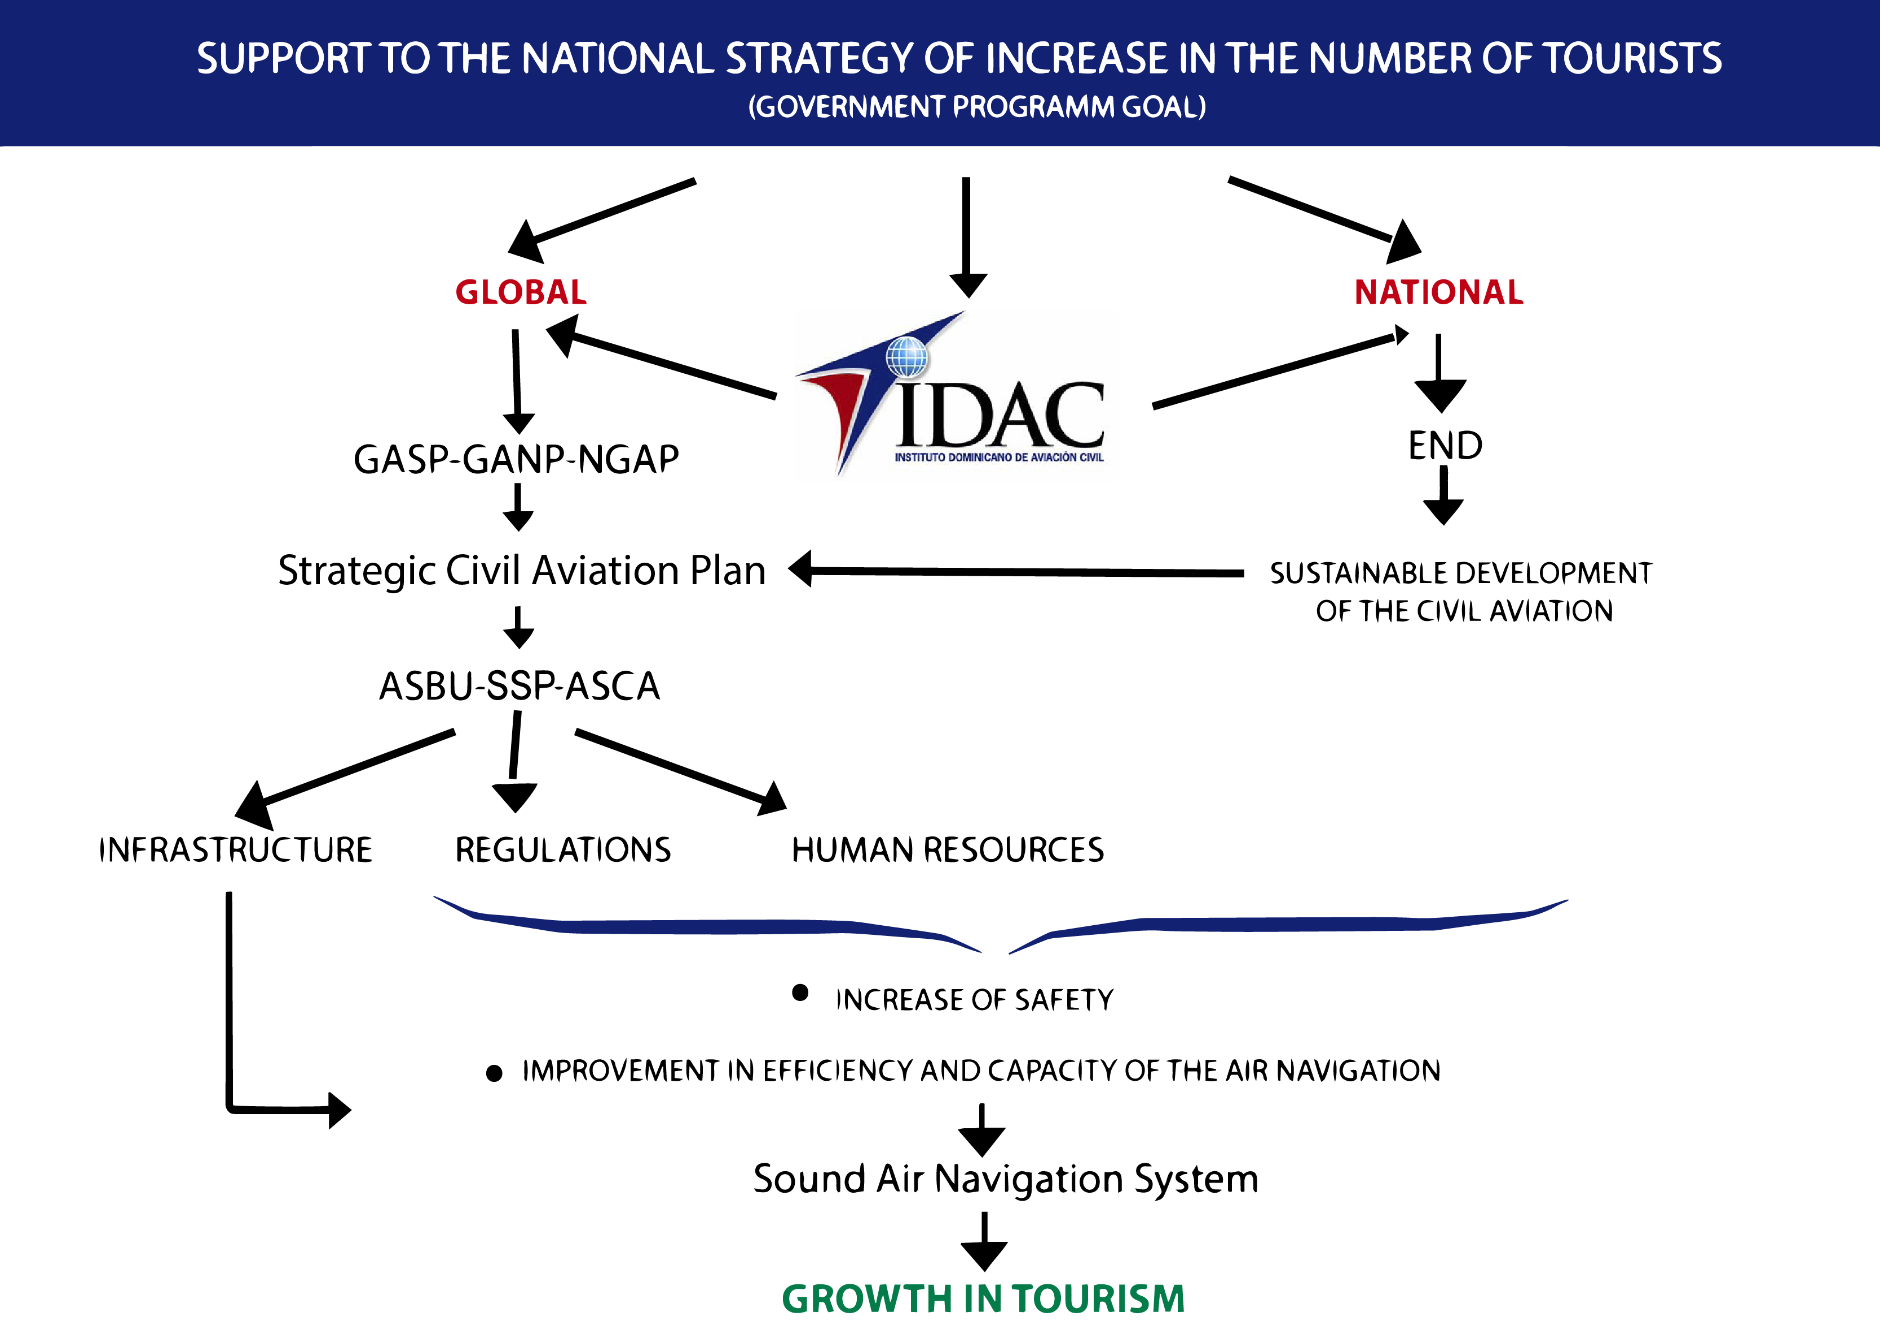 SUPPORT TO THE NATIONAL STRATEGY OF INCREASE IN THE NUMBER OF TOURISTS
(GOVERNMENT PROGRAMM GOAL)
GLOBAL
NATIONAL
IDAC
INSTITUTO DOMINICANO DE AVIACIÓN CIVIL
GASP-GANP-NGAP
END
Strategic Civil Aviation Plan
SUSTAINABLE DEVELOPMENT
OF THE CIVIL AVIATION
ASBU-SSP-ASCA
INFRASTRUCTURE
REGULATIONS
HUMAN RESOURCES
• INCREASE OF SAFETY
• IMPROVEMENT IN EFFICIENCY AND CAPACITY OF THE AIR NAVIGATION
Sound Air Navigation System
GROWTH IN TOURISM